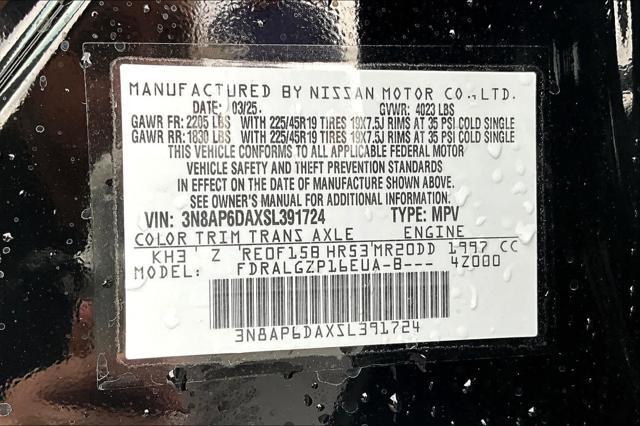 MANUFACTURED BY NISSAN MOTOR CO.,LTD.
DATE: 03/25. GVWR: 4023 LBS
GAWR FR: 2205 LBS WITH 225/45R19 TIRES 19X7.5J RIMS AT 35 PSI COLD SINGLE
GAWR RR: 1830 LBS WITH 225/45R19 TIRES 19X7.5J RIMS AT 35 PSI COLD SINGLE
THIS VEHICLE CONFORMS TO ALL APPLICABLE FEDERAL MOTOR
VEHICLE SAFETY AND THEFT PREVENTION STANDARDS
IN EFFECT ON THE DATE OF MANUFACTURE SHOWN ABOVE.
SEE OWNER'S MANUAL FOR ADDITIONAL INFORMATION.
VIN: 3N8AP6DAXSL391724 TYPE: MPV
COLOR TRIM TRANS AXLE ENGINE
KH3 Z RE0F15B HR53 MR20DD 1997 CC
MODEL: FDRALGZP16EUA-B--- 4Z000
3N8AP6DAXSL391724